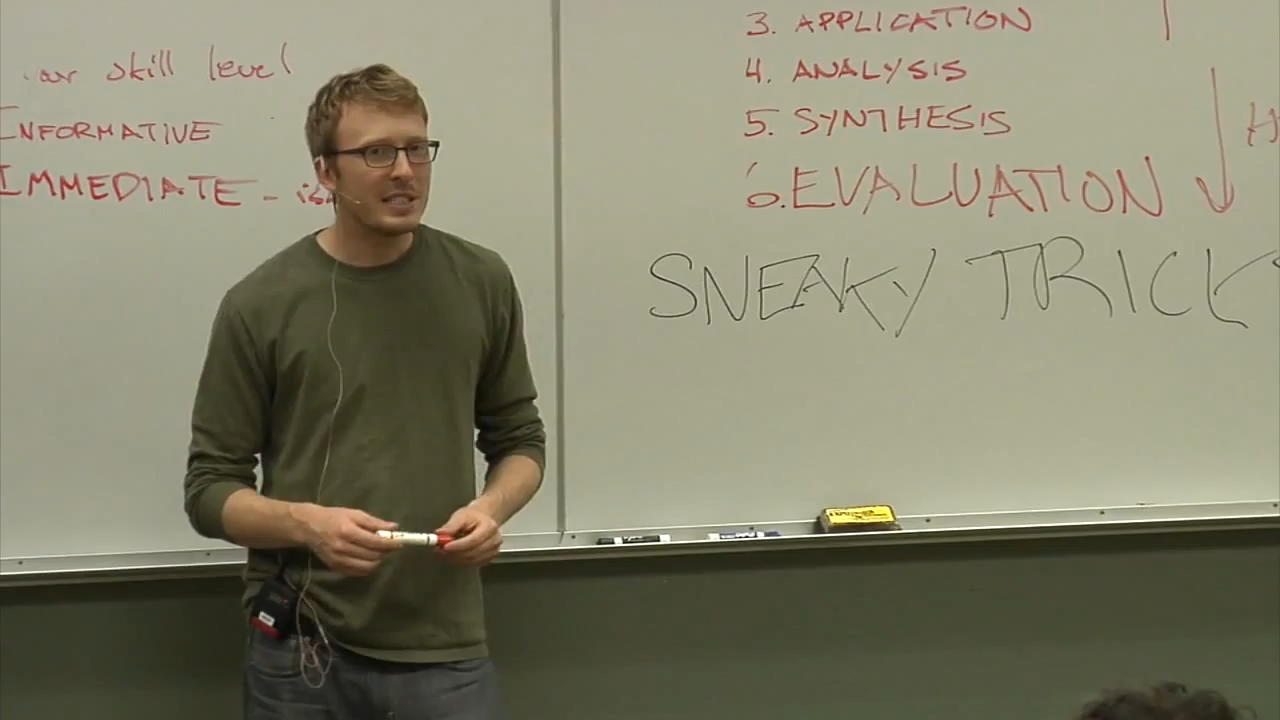 skill level
INFORMATIVE
IMMEDIATE -
3. APPLICATION
4. ANALYSIS
5. SYNTHESIS
6. EVALUATION
SNEAKY TRICK